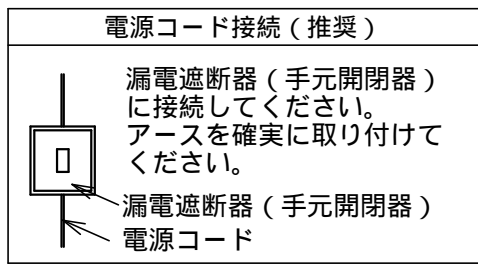 電源コード接続（推奨）
漏電遮断器（手元開閉器）
に接続してください。
アースを確実に取り付けて
ください。
漏電遮断器（手元開閉器）
電源コード